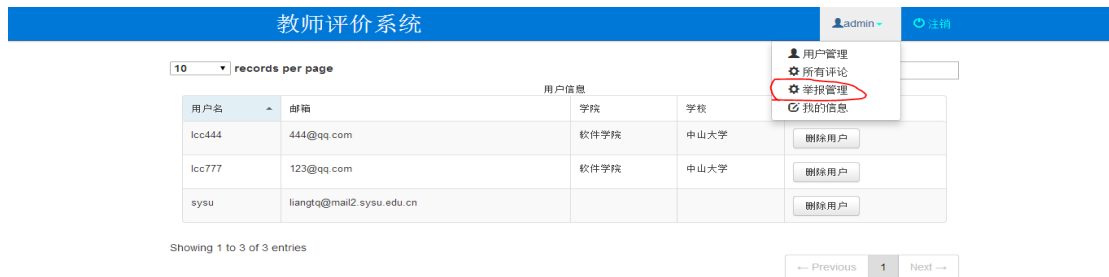 教师评价系统
admin
注销
用户管理
所有评论
举报管理
我的信息
10 records per page
用户信息
用户名 邮箱 学院 学校
lcc444 444@qq.com 软件学院 中山大学 删除用户
lcc777 123@qq.com 软件学院 中山大学 删除用户
sysu liangtq@mail2.sysu.edu.cn 删除用户
Showing 1 to 3 of 3 entries
← Previous 1 Next →